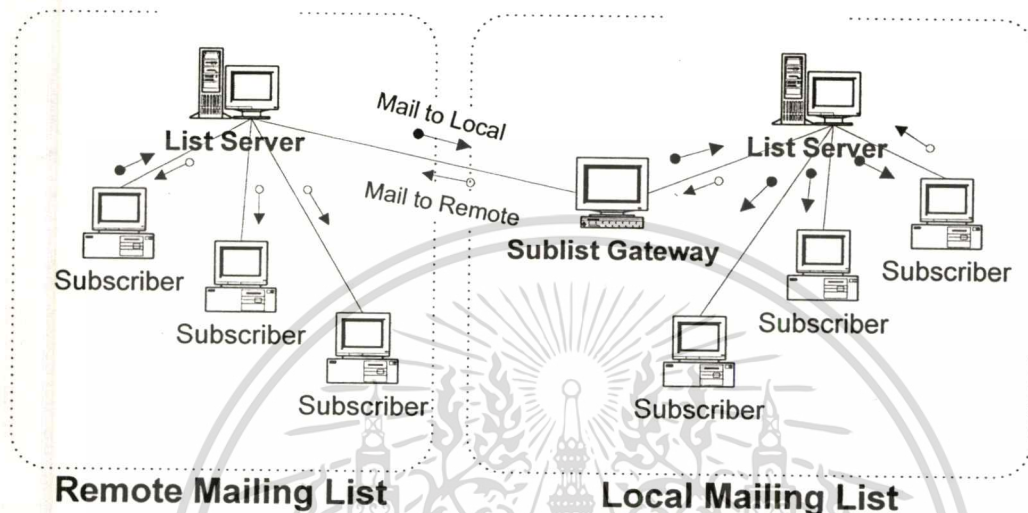 Mail to Local
List Server
List Server
Mail to Remote
Sublist Gateway
Subscriber
Subscriber
Subscriber
Subscriber
Subscriber
Subscriber
Remote Mailing List
Local Mailing List